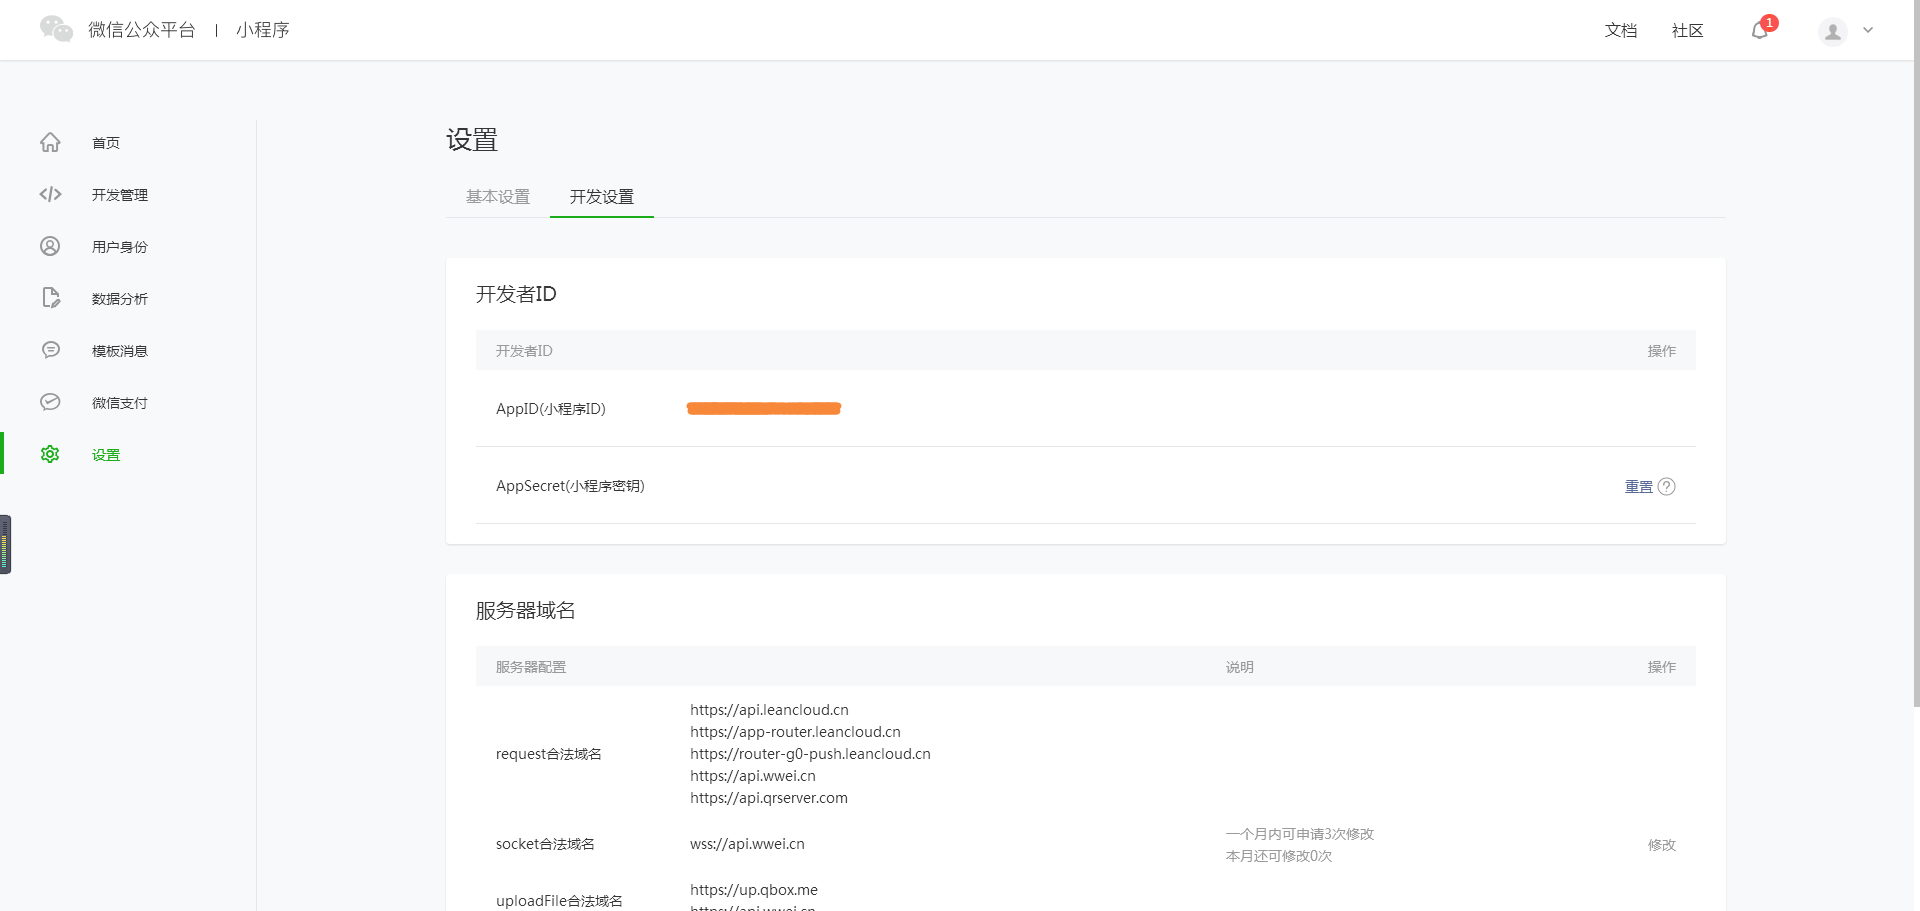 微信公众平台 | 小程序
文档
社区
1
首页
开发管理
用户身份
数据分析
模板消息
微信支付
设置
设置
基本设置
开发设置
开发者ID
开发者ID
操作
AppID(小程序ID)
AppSecret(小程序密钥)
重置
?
服务器域名
服务器配置
说明
操作
request合法域名
https://api.leancloud.cn
https://app-router.leancloud.cn
https://router-g0-push.leancloud.cn
https://api.wwei.cn
https://api.qrserver.com
socket合法域名
wss://api.wwei.cn
一个月内可申请3次修改
本月还可修改0次
修改
uploadFile合法域名
https://up.qbox.me
https://api.wwei.cn